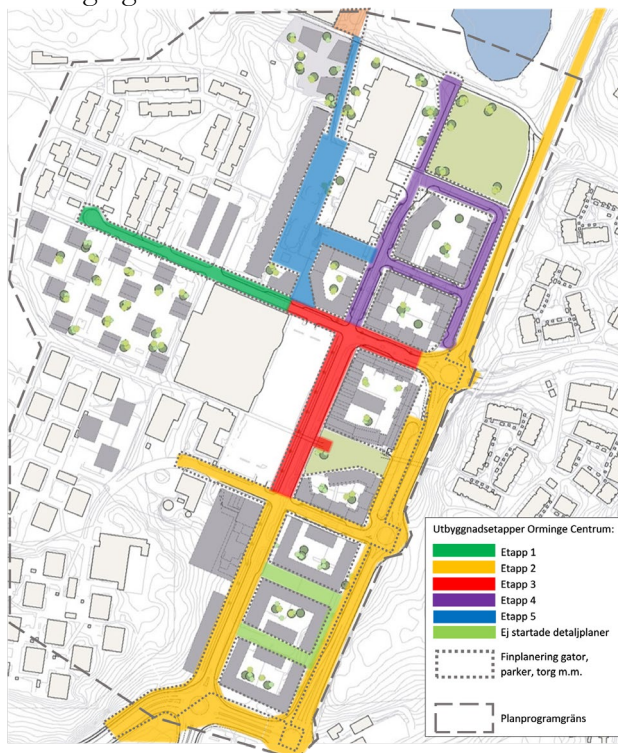 Utbyggnadsetapper Orminge Centrum:
Etapp 1
Etapp 2
Etapp 3
Etapp 4
Etapp 5
Ej startade detaljplaner
Finplanering gator,
parker, torg m.m.
Planprogramgräns